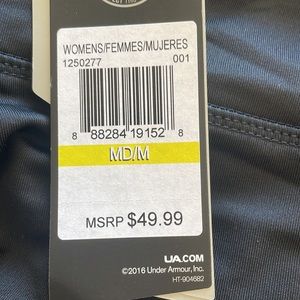 WOMENS/FEMMES/MUJERES
1250277 001
8 88284 19152 8
MD/M
MSRP $49.99
UA.COM
©2016 Under Armour, Inc.
HT-904682